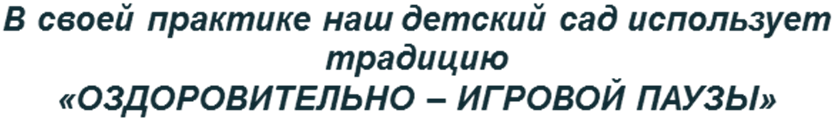 В своей практике наш детский сад использует
традицию
«ОЗДОРОВИТЕЛЬНО – ИГРОВОЙ ПАУЗЫ»